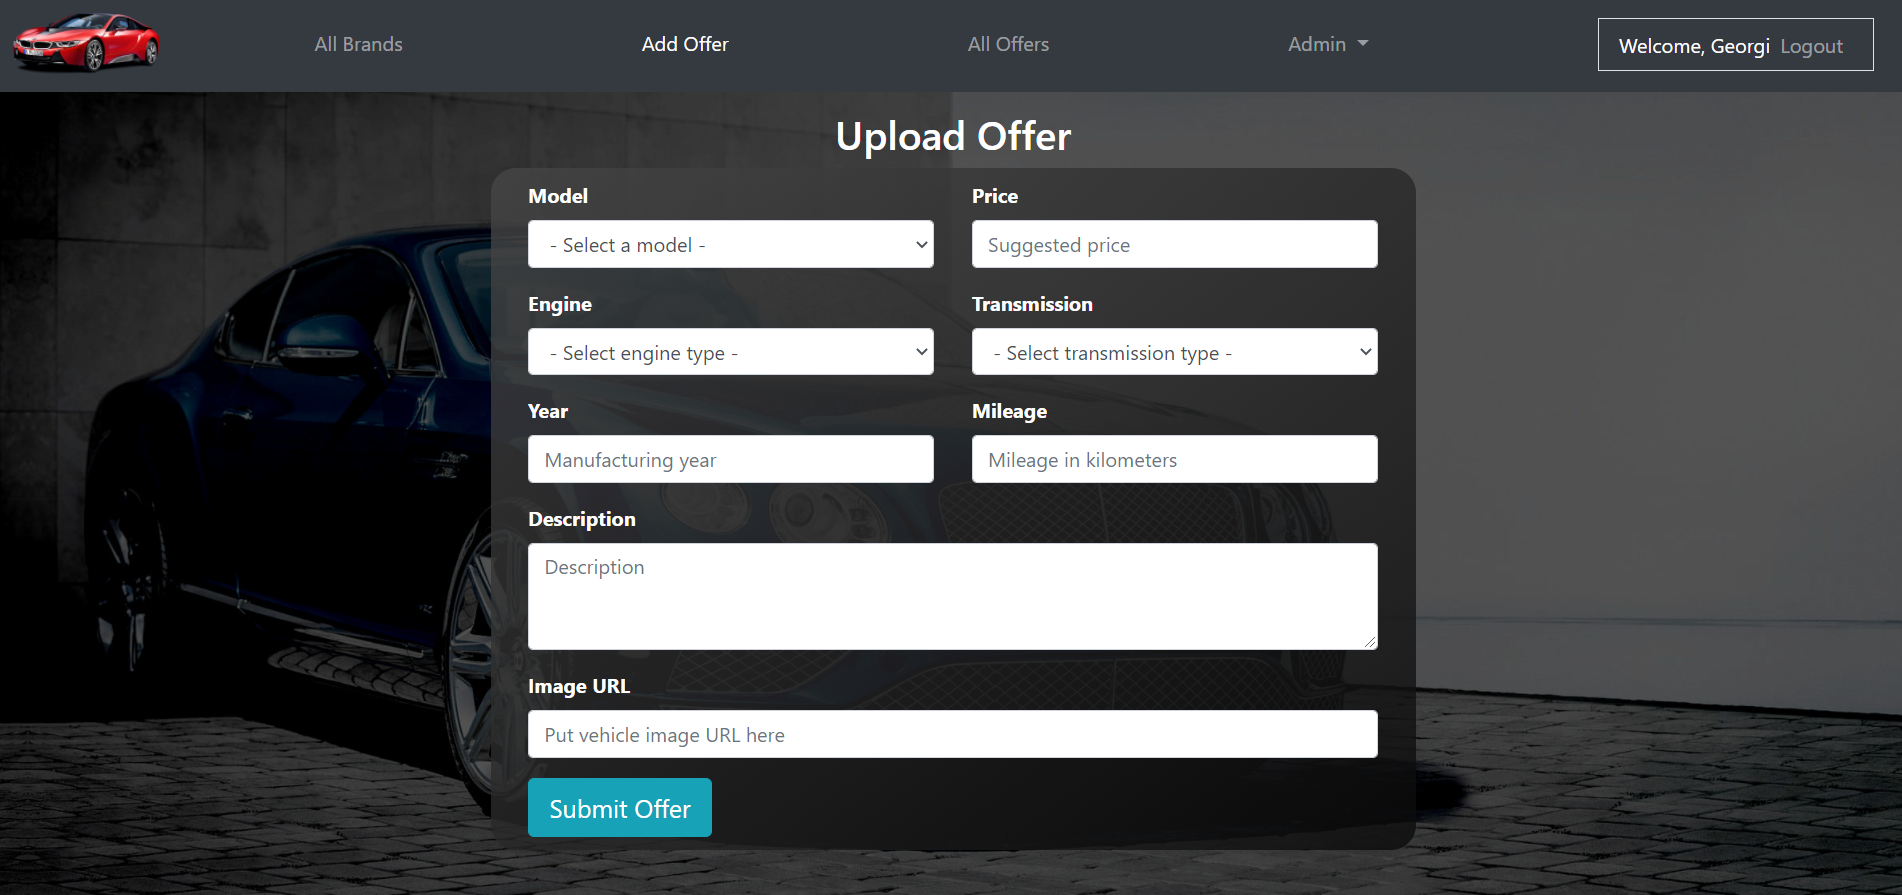 All Brands
Add Offer
All Offers
Admin
Welcome, Georgi Logout
Upload Offer
Model
Price
- Select a model -
Suggested price
Engine
Transmission
- Select engine type -
- Select transmission type -
Year
Mileage
Manufacturing year
Mileage in kilometers
Description
Description
Image URL
Put vehicle image URL here
Submit Offer